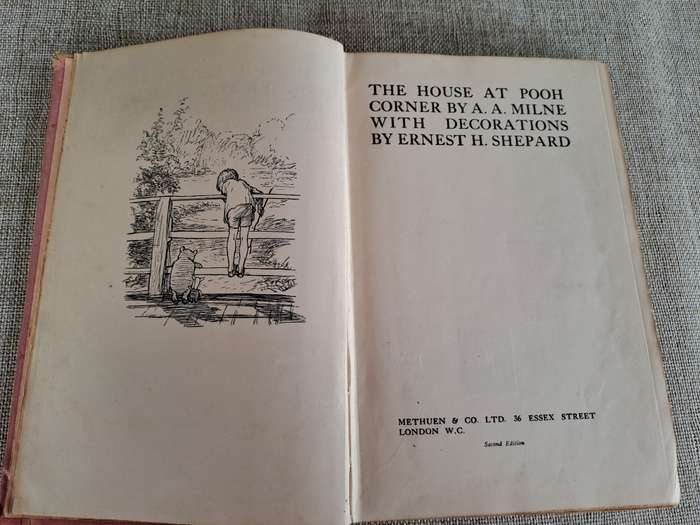 THE HOUSE AT POOH
CORNER BY A. A. MILNE
WITH DECORATIONS
BY ERNEST H. SHEPARD
METHUEN & CO. LTD. 36 ESSEX STREET
LONDON W.C.
Second Edition